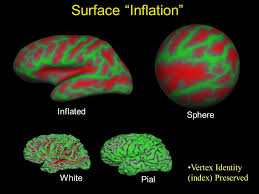 Surface “Inflation”
Inflated
Sphere
White
Pial
•Vertex Identity
(index) Preserved